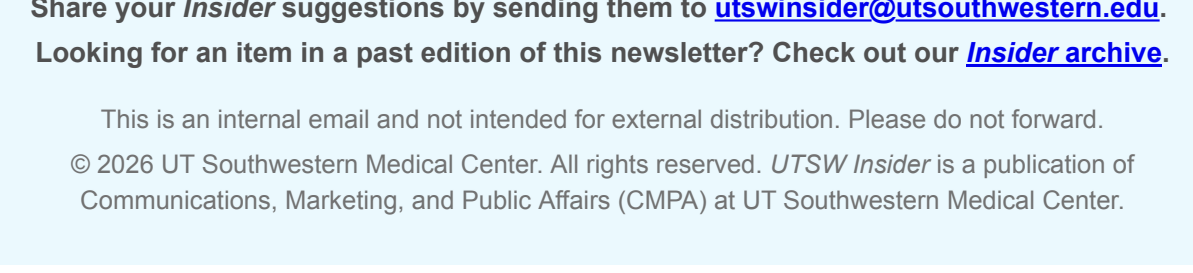 Share your Insider suggestions by sending them to utswinsider@utsouthwestern.edu.
Looking for an item in a past edition of this newsletter? Check out our Insider archive.
This is an internal email and not intended for external distribution. Please do not forward.
© 2026 UT Southwestern Medical Center. All rights reserved. UTSW Insider is a publication of
Communications, Marketing, and Public Affairs (CMPA) at UT Southwestern Medical Center.